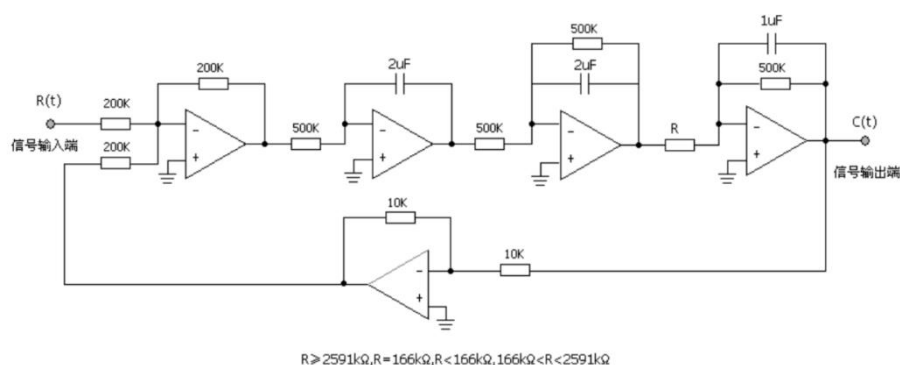 1uF
500K
200K
2uF
2uF
500K
R(t)
200K
C(t)
500K
500K
R
信号输入端
200K
信号输出端
10K
10K
R≥2591kΩ,R=166kΩ,R<166kΩ,166kΩ<R<2591kΩ